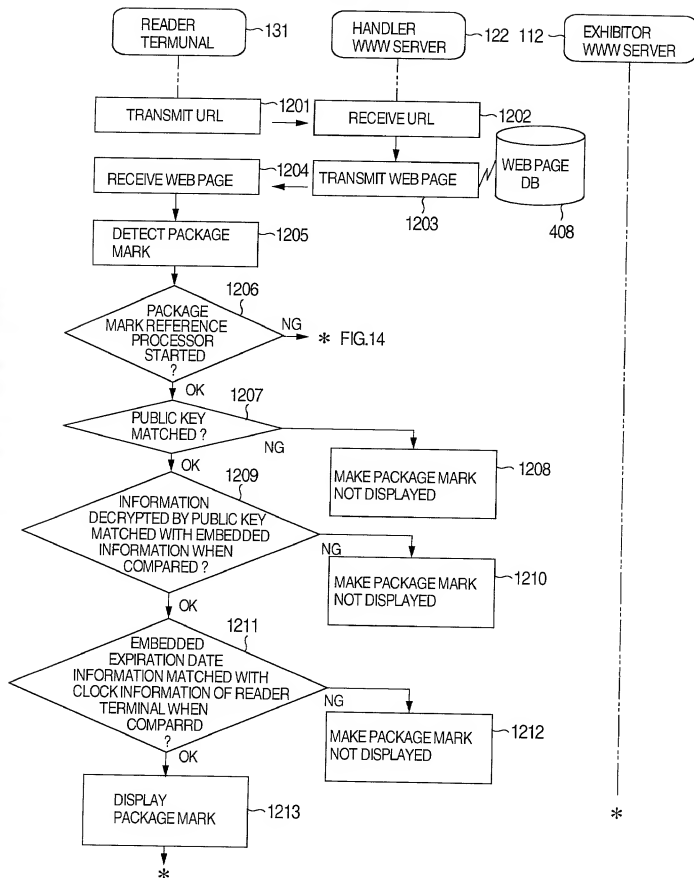 READER
TERMUNAL
131
HANDLER
WWW SERVER
122
112
EXHIBITOR
WWW SERVER
TRANSMIT URL
1201
RECEIVE URL
1202
RECEIVE WEB PAGE
1204
TRANSMIT WEB PAGE
1203
WEB PAGE
DB
408
DETECT PACKAGE
MARK
1205
1206
PACKAGE
MARK REFERENCE
PROCESSOR
STARTED
?
NG
* FIG.14
OK
1207
PUBLIC KEY
MATCHED ?
NG
OK
MAKE PACKAGE MARK
NOT DISPLAYED
1208
1209
INFORMATION
DECRYPTED BY PUBLIC KEY
MATCHED WITH EMBEDDED
INFORMATION WHEN
COMPARED ?
NG
OK
MAKE PACKAGE MARK
NOT DISPLAYED
1210
1211
EMBEDDED
EXPIRATION DATE
INFORMATION MATCHED WITH
CLOCK INFORMATION OF READER
TERMINAL WHEN
COMPARRD
?
NG
OK
MAKE PACKAGE MARK
NOT DISPLAYED
1212
DISPLAY
PACKAGE MARK
1213
*
*